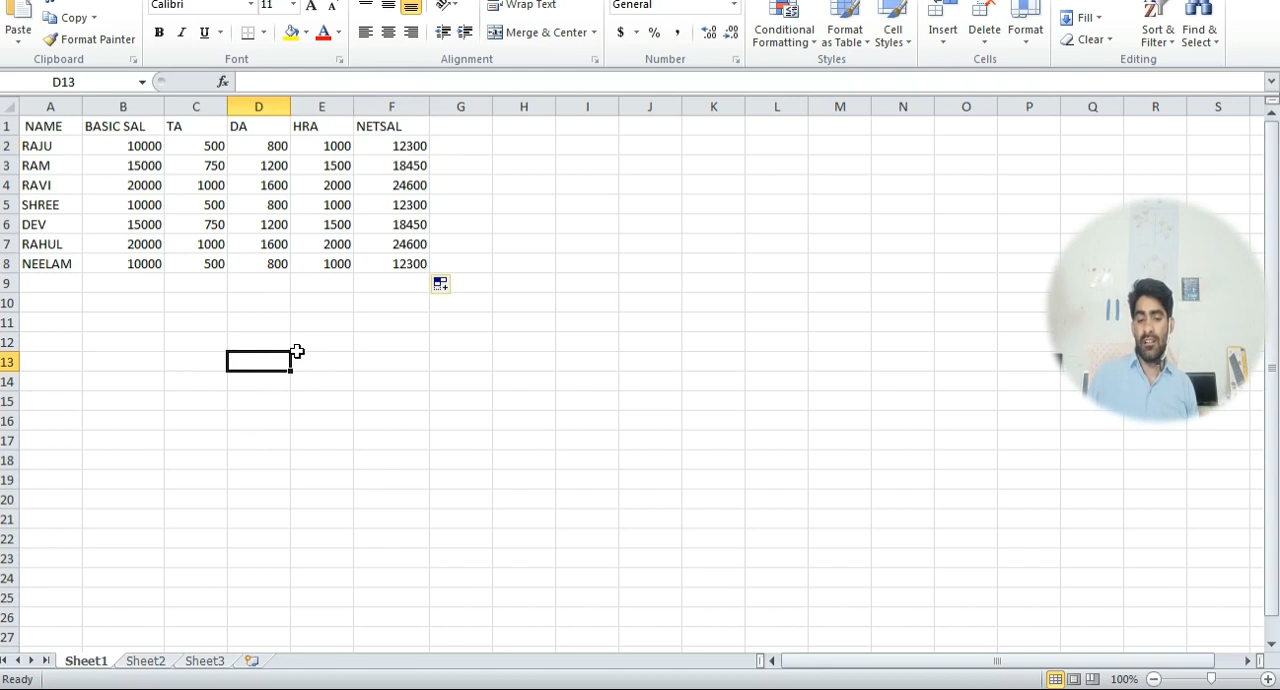 Calibri 11 A A Wrap Text General
Paste Copy Format Painter B I U A Merge & Center $ % , Conditional Formatting Format as Table Cell Styles Insert Delete Format Fill Clear Sort & Filter Find & Select
Clipboard Font Alignment Number Styles Cells Editing
D13 fx
A B C D E F G H I J K L M N O P Q R S
1 NAME BASIC SAL TA DA HRA NETSAL
2 RAJU 10000 500 800 1000 12300
3 RAM 15000 750 1200 1500 18450
4 RAVI 20000 1000 1600 2000 24600
5 SHREE 10000 500 800 1000 12300
6 DEV 15000 750 1200 1500 18450
7 RAHUL 20000 1000 1600 2000 24600
8 NEELAM 10000 500 800 1000 12300
9
10
11
12
13
14
15
16
17
18
19
20
21
22
23
24
25
26
27
Sheet1 Sheet2 Sheet3
Ready 100%